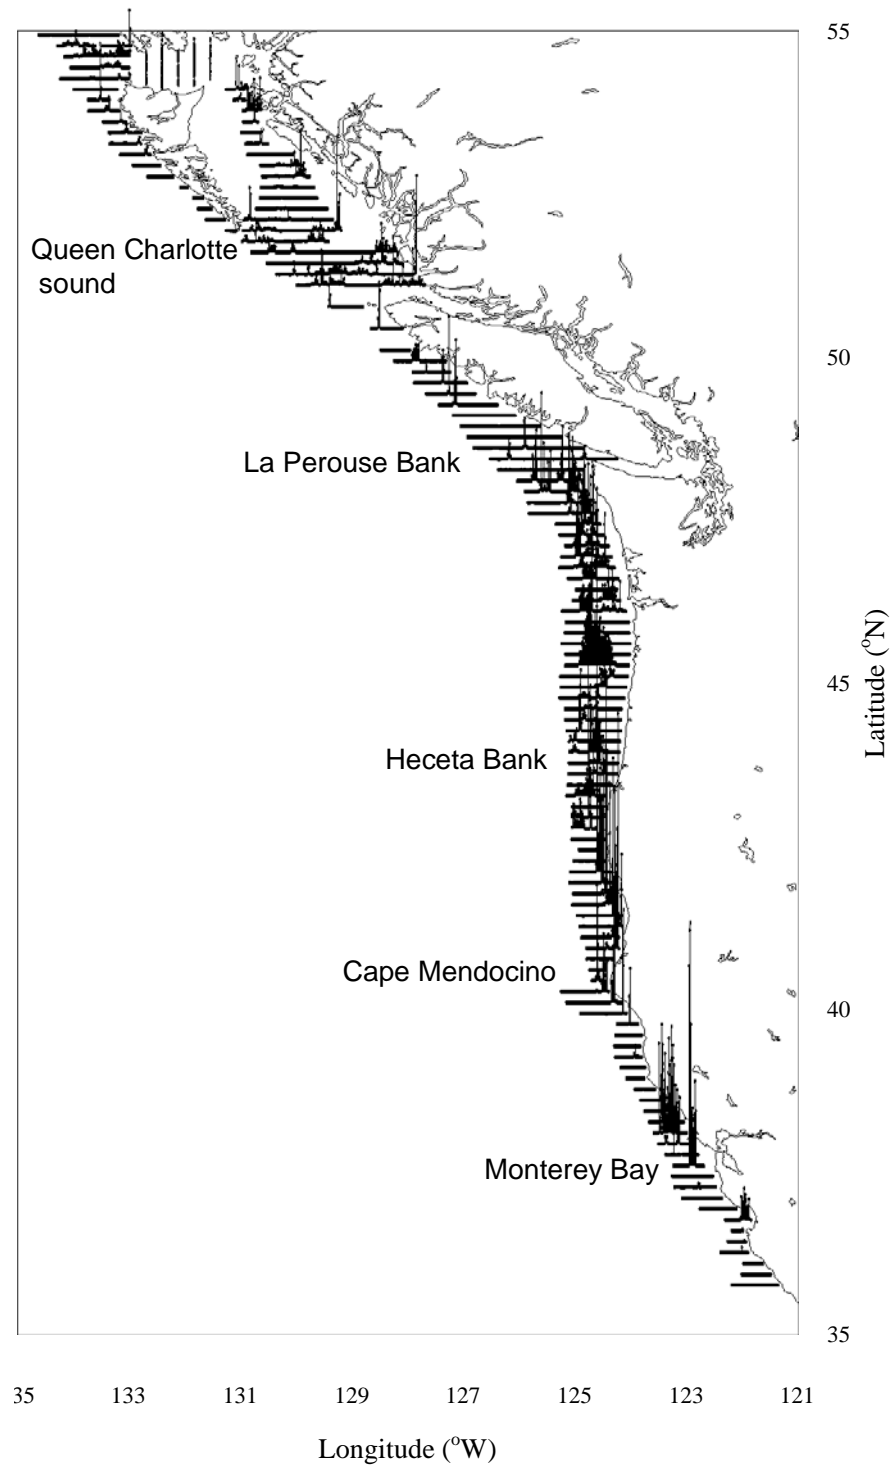 55
Queen Charlotte
sound
50
La Perouse Bank
45
Latitude (°N)
Heceta Bank
Cape Mendocino
40
Monterey Bay
35
35 133 131 129 127 125 123 121
Longitude (°W)